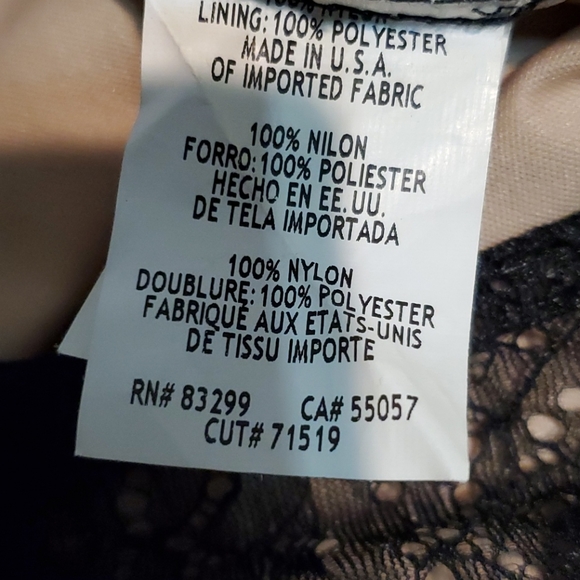 100% NYLON
LINING: 100% POLYESTER
MADE IN U.S.A.
OF IMPORTED FABRIC
100% NILON
FORRO: 100% POLIESTER
HECHO EN EE. UU.
DE TELA IMPORTADA
100% NYLON
DOUBLURE: 100% POLYESTER
FABRIQUÉ AUX ETATS-UNIS
DE TISSU IMPORTE
RN# 83299 CA# 55057
CUT# 71519